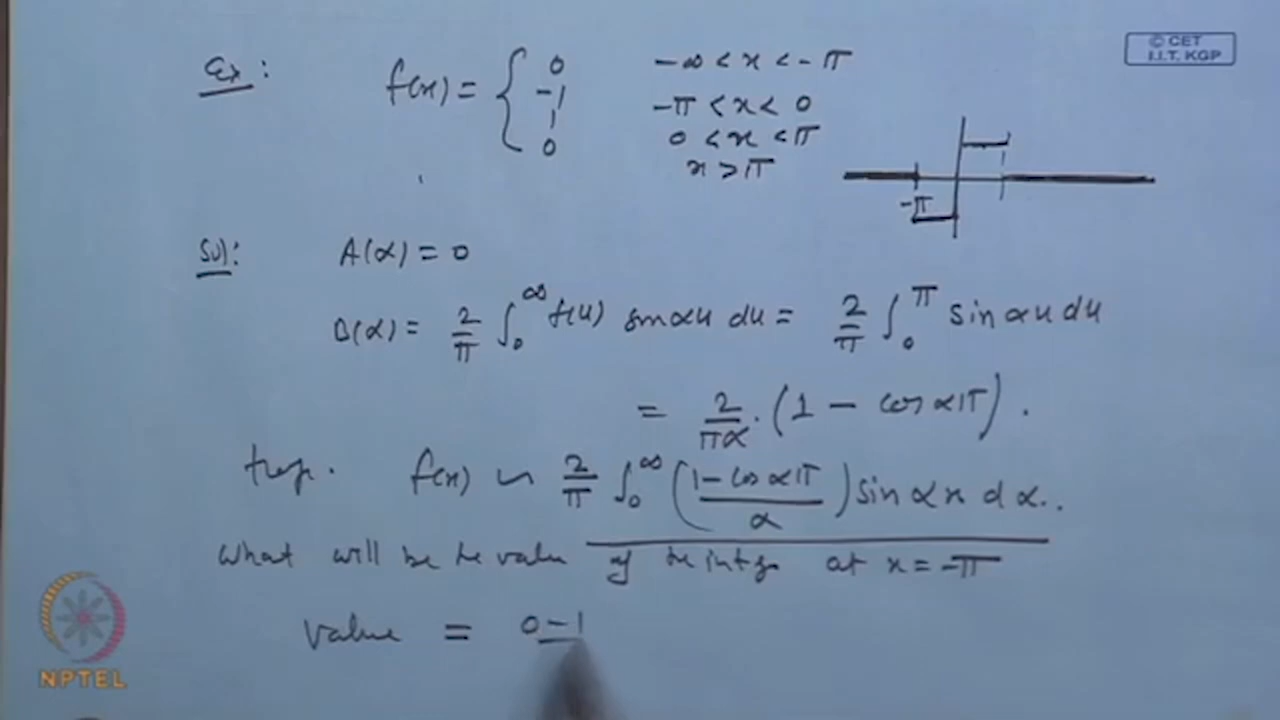 © CET
I.I.T. KGP
Ex: f(x) = { 0 -∞ < x < -π
-1 -π < x < 0
1 0 < x < π
0 x > π
-π
Sol: A(α) = 0
B(α) = 2/π ∫₀^∞ f(u) sin αu du = 2/π ∫₀^π sin αu du
= 2/πα · (1 - cos απ).
f(x) ~ 2/π ∫₀^∞ ((1 - cos απ)/α) sin αx dα..
What will be the value of the integ at x = -π
Value = 0-1
NPTEL